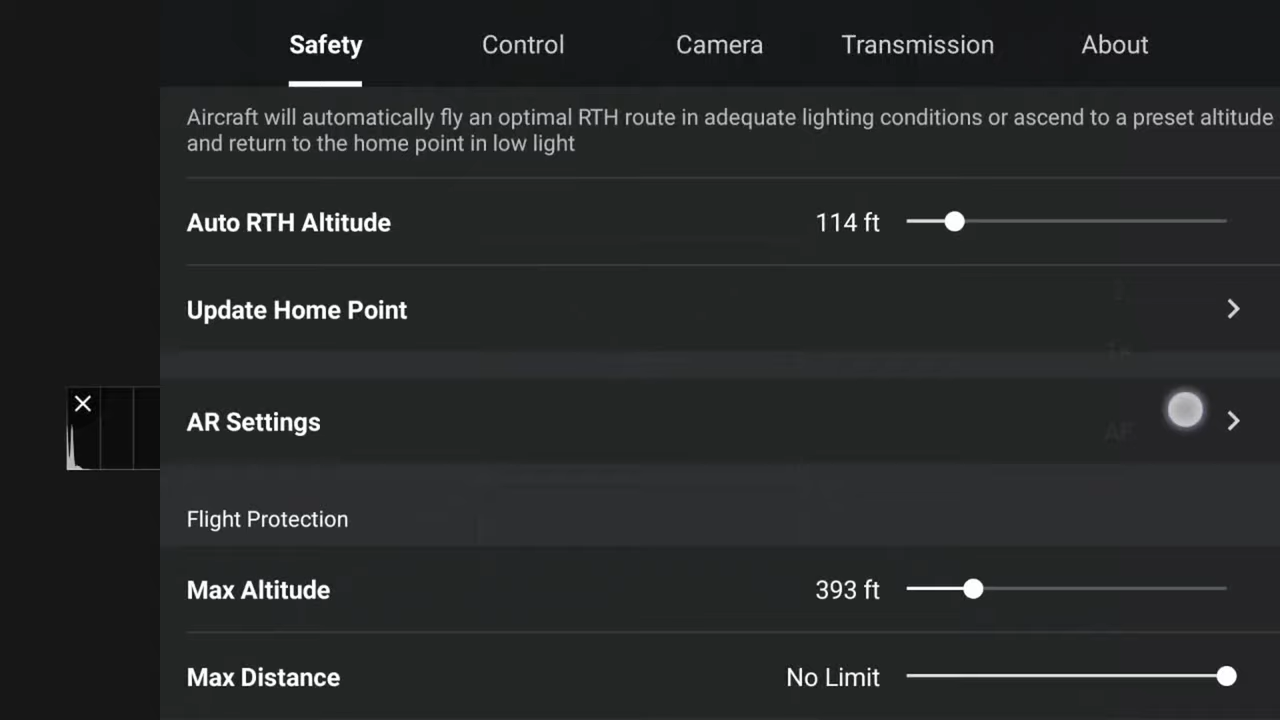 Safety Control Camera Transmission About
Aircraft will automatically fly an optimal RTH route in adequate lighting conditions or ascend to a preset altitude
and return to the home point in low light
Auto RTH Altitude 114 ft
Update Home Point
AR Settings
Flight Protection
Max Altitude 393 ft
Max Distance No Limit